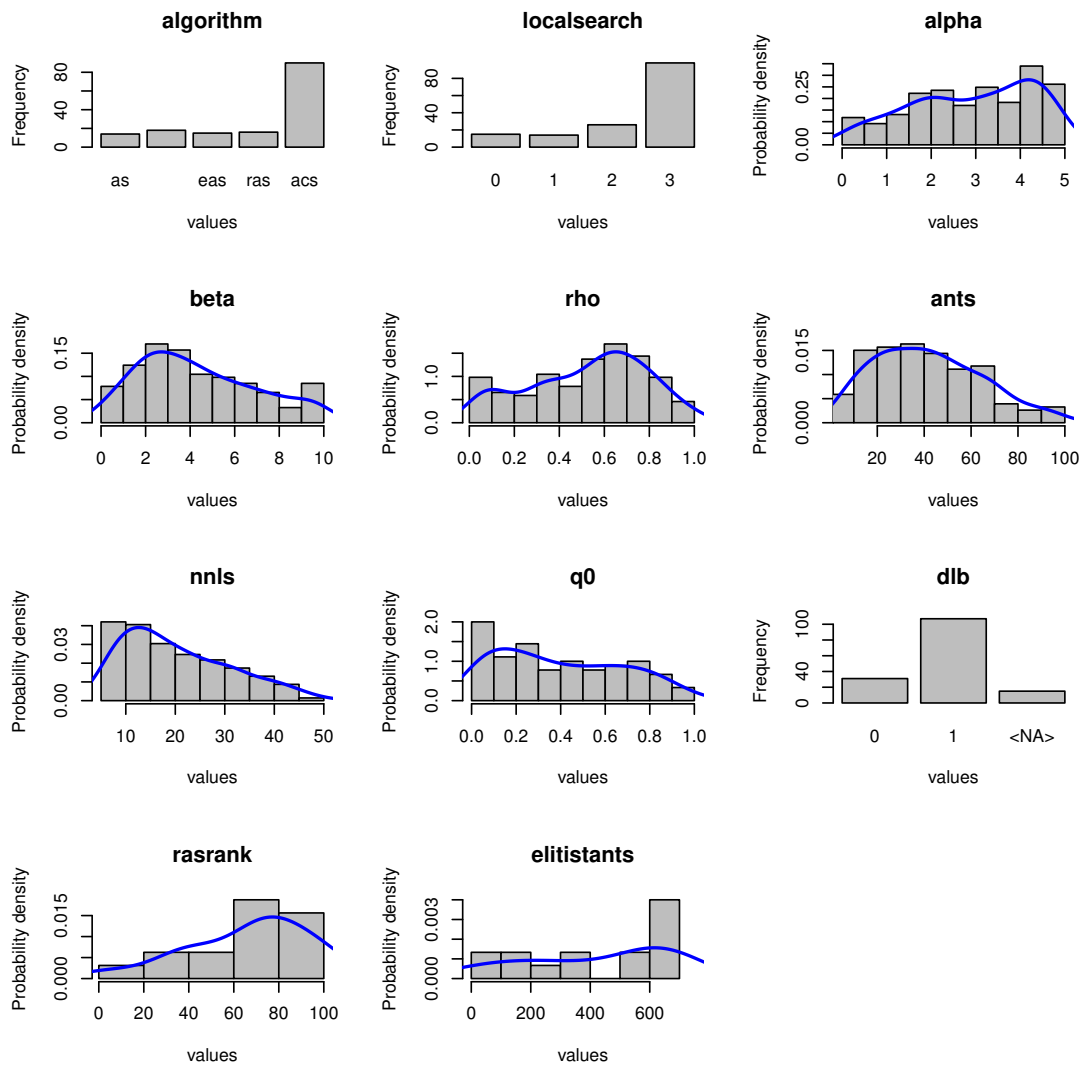 algorithm
Frequency
0 40 80
as eas ras acs
values
localsearch
Frequency
0 40 80
0 1 2 3
values
alpha
Probability density
0.00 0.25
0 1 2 3 4 5
values
beta
Probability density
0.00 0.15
0 2 4 6 8 10
values
rho
Probability density
0.0 1.0
0.0 0.2 0.4 0.6 0.8 1.0
values
ants
Probability density
0.000 0.015
20 40 60 80 100
values
nnls
Probability density
0.00 0.03
10 20 30 40 50
values
q0
Probability density
0.0 1.0 2.0
0.0 0.2 0.4 0.6 0.8 1.0
values
dlb
Frequency
0 40 100
0 1 <NA>
values
rasrank
Probability density
0.000 0.015
0 20 40 60 80 100
values
elitistants
Probability density
0.000 0.003
0 200 400 600
values